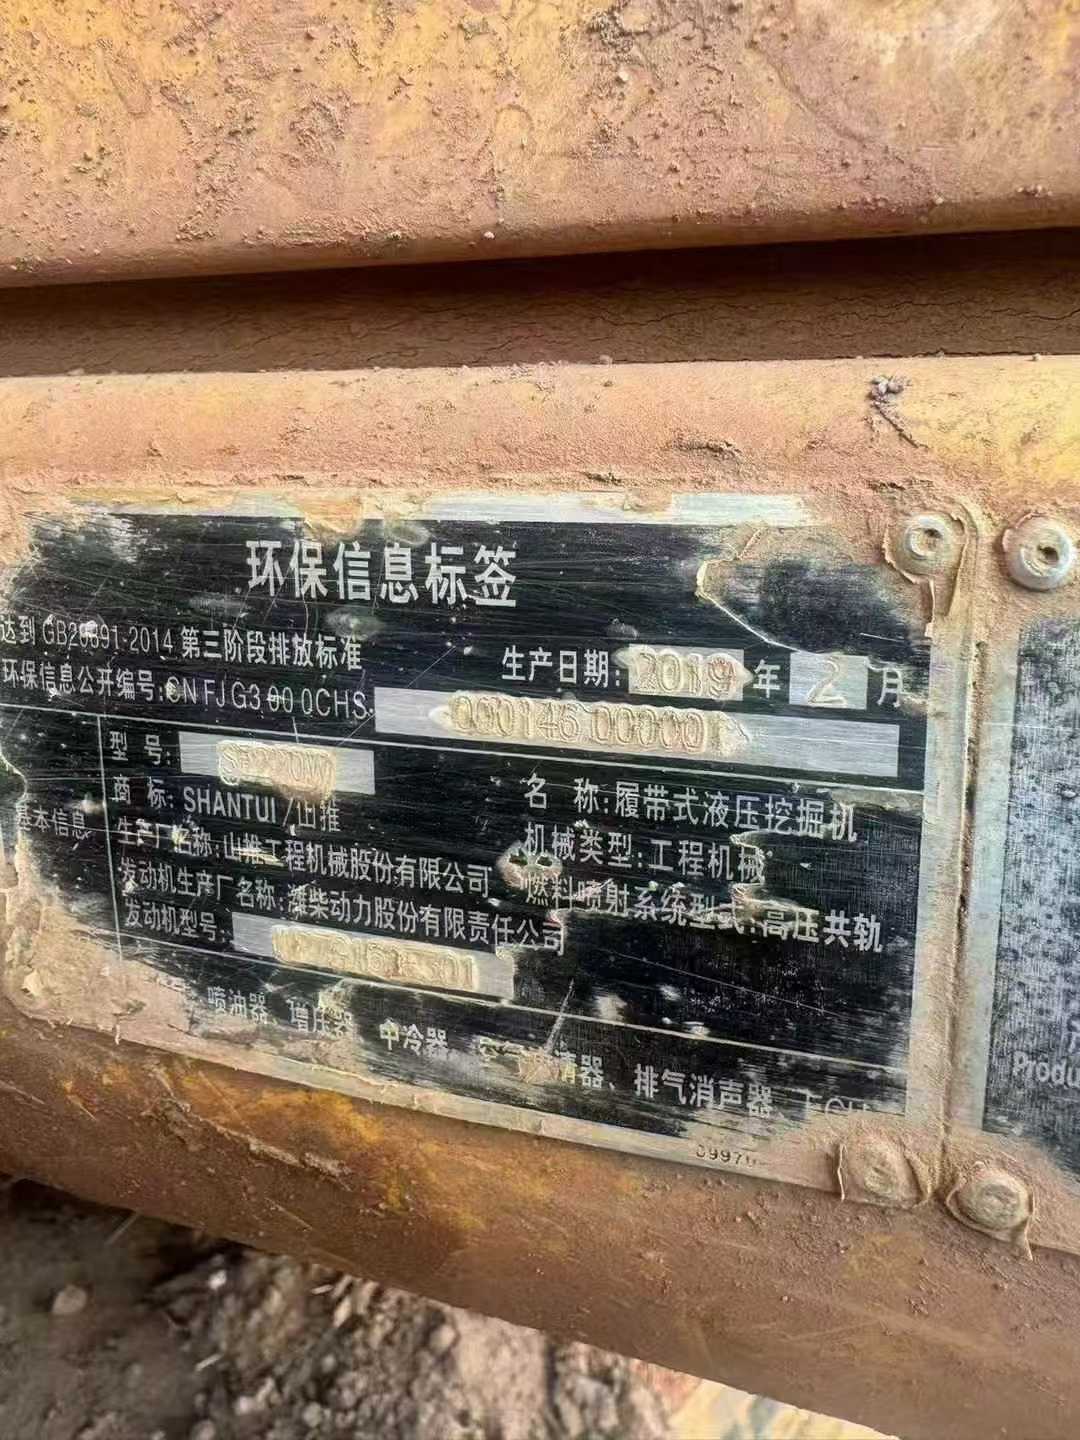 环保信息标签
达到 GB20891-2014 第三阶段排放标准
生产日期: 2019 年 2 月
环保信息公开编号: CN FJ G3 00 0CHS
型 号:
商 标: SHANTUI /山推
名 称: 履带式液压挖掘机
基本信息
生产厂名称: 山推工程机械股份有限公司
机械类型: 工程机械
发动机生产厂名称: 潍柴动力股份有限责任公司
燃料喷射系统型式: 高压共轨
发动机型号:
喷油器、增压器 中冷器 清器、排气消声器、
Produ